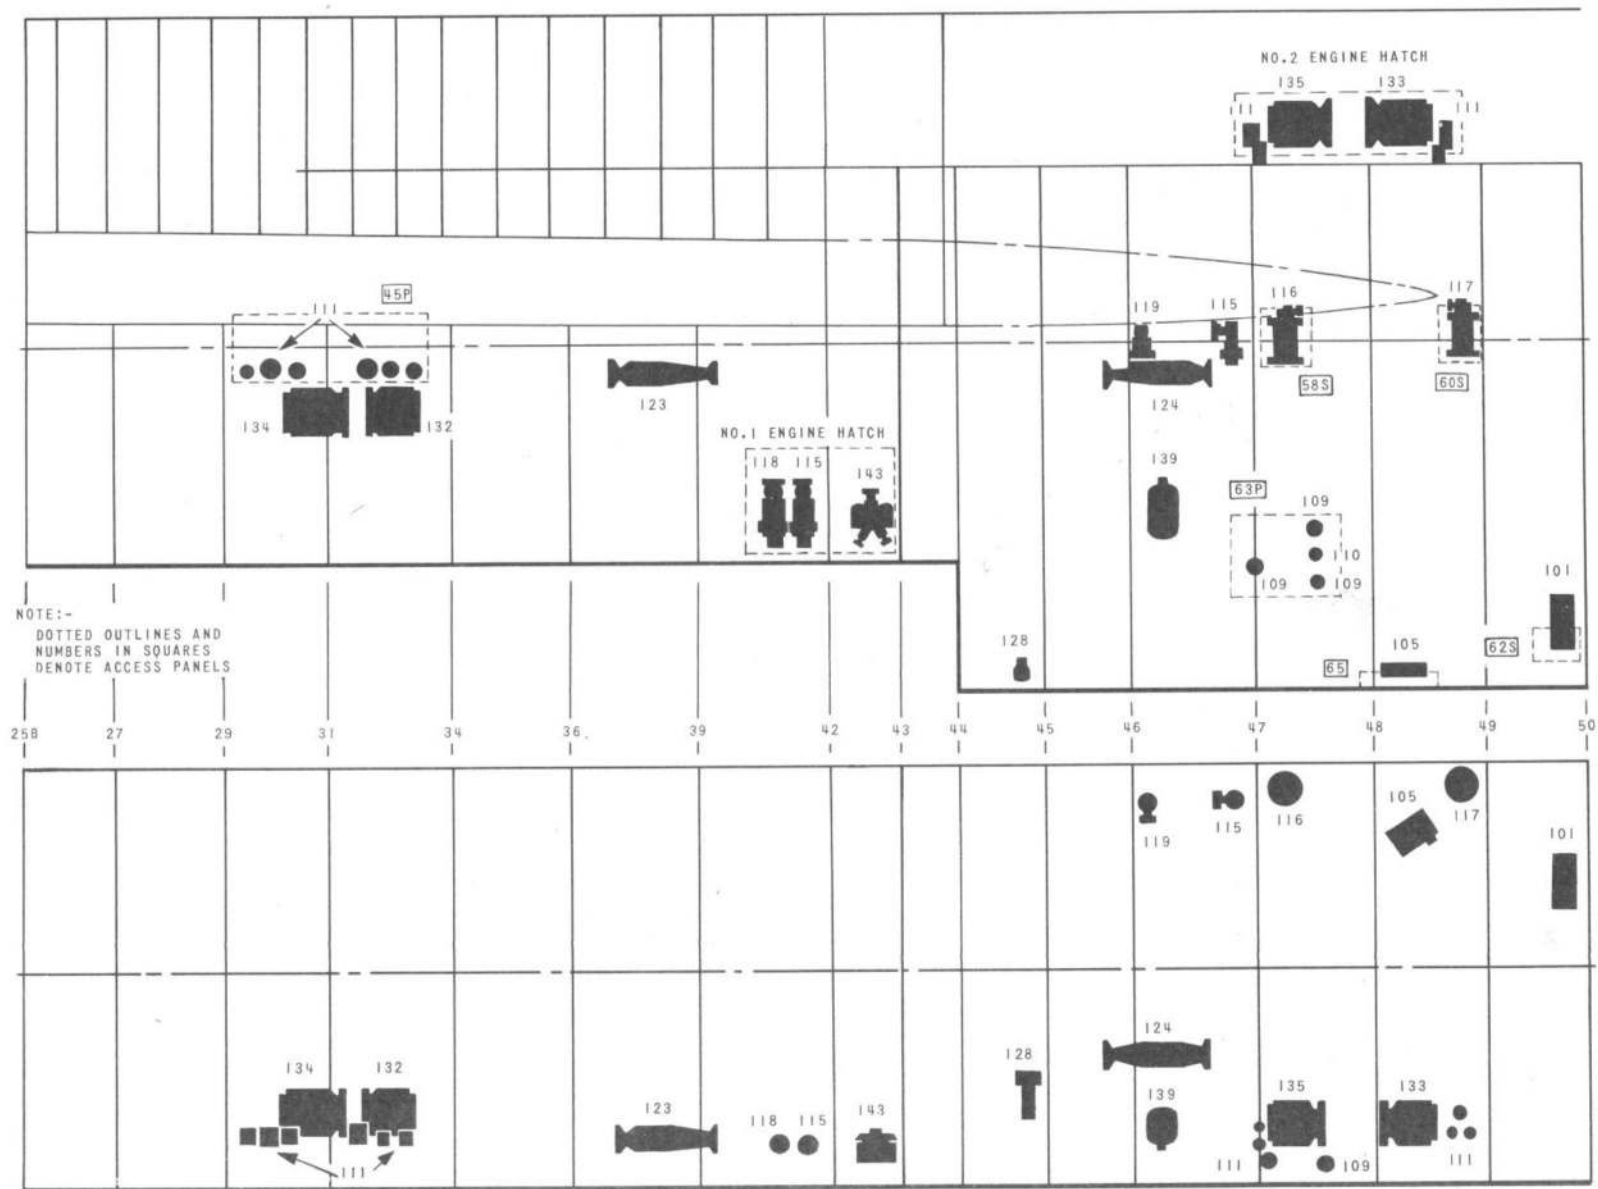 NO.2 ENGINE HATCH
135 133
11 111
45P
111
119 115 116 117
134 132
123
124
58S 60S
NO.1 ENGINE HATCH
118 115 143
139
63P
109
110
109 109
101
NOTE:-
DOTTED OUTLINES AND
NUMBERS IN SQUARES
DENOTE ACCESS PANELS
128
65
105
62S
25B 27 29 31 34 36 39 42 43 44 45 46 47 48 49 50
119 115 116 105 117
101
134 132
124
128
123
118 115 143
139
135 133
111
111 109 111